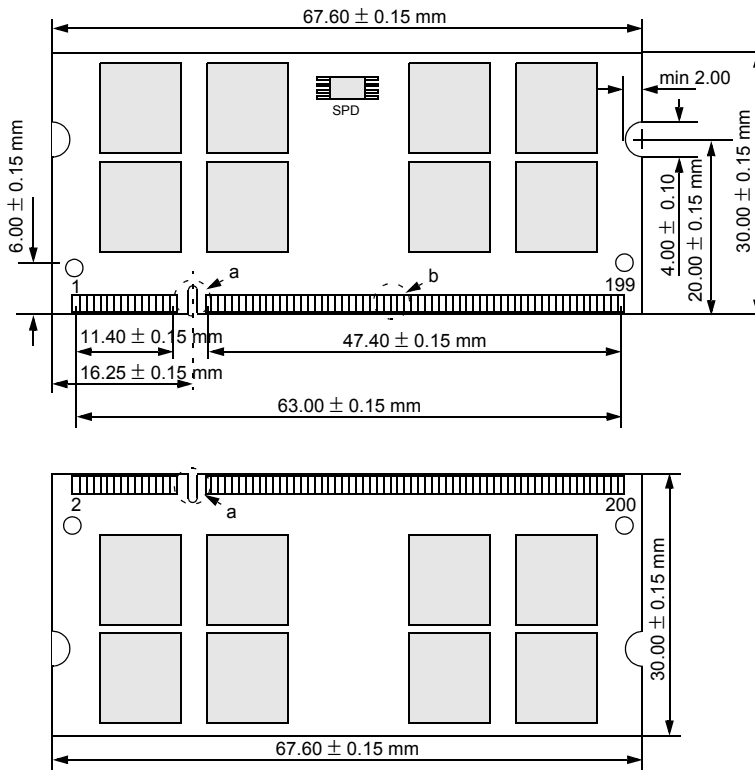 67.60 ± 0.15 mm
min 2.00
SPD
6.00 ± 0.15 mm
4.00 ± 0.10
20.00 ± 0.15 mm
30.00 ± 0.15 mm
a
b
1
199
11.40 ± 0.15 mm
47.40 ± 0.15 mm
16.25 ± 0.15 mm
63.00 ± 0.15 mm
2
a
200
30.00 ± 0.15 mm
67.60 ± 0.15 mm